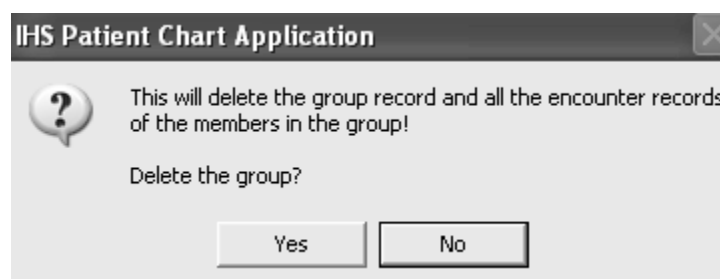 IHS Patient Chart Application
This will delete the group record and all the encounter records
of the members in the group!
Delete the group?
Yes
No